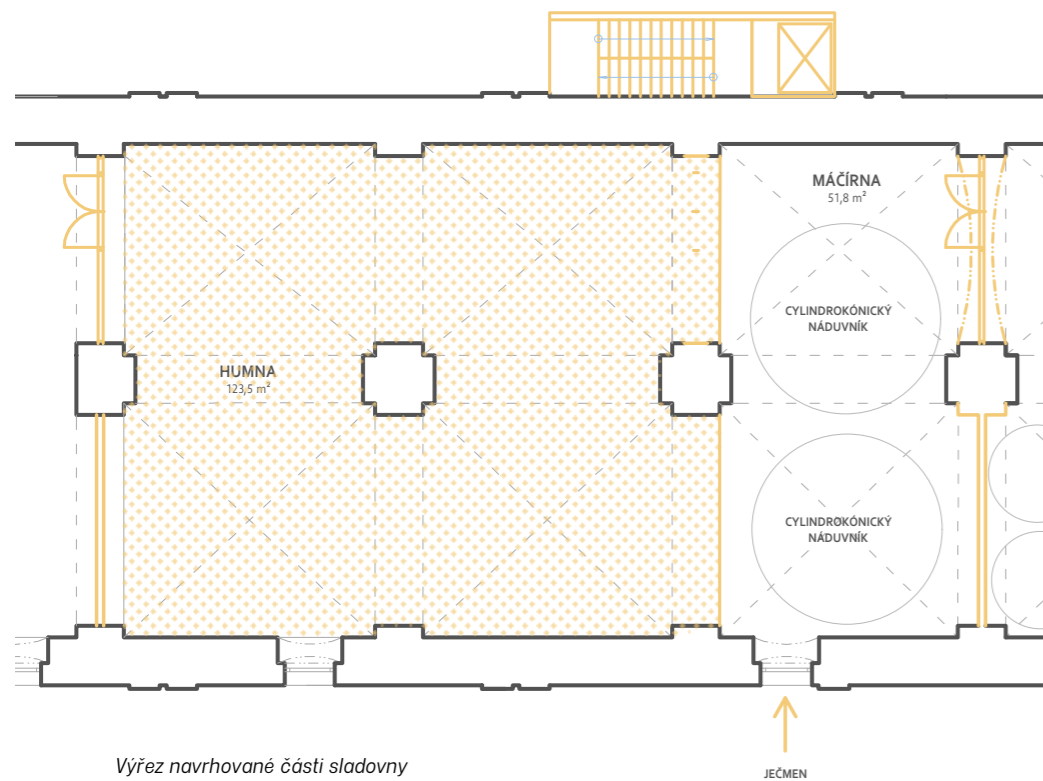 MÁČÍRNA
51,8 m²
CYLINDROKÓNICKÝ
NÁDUVNÍK
HUMNA
123,5 m²
CYLINDROKÓNICKÝ
NÁDUVNÍK
Výřez navrhované části sladovny
JEČMEN